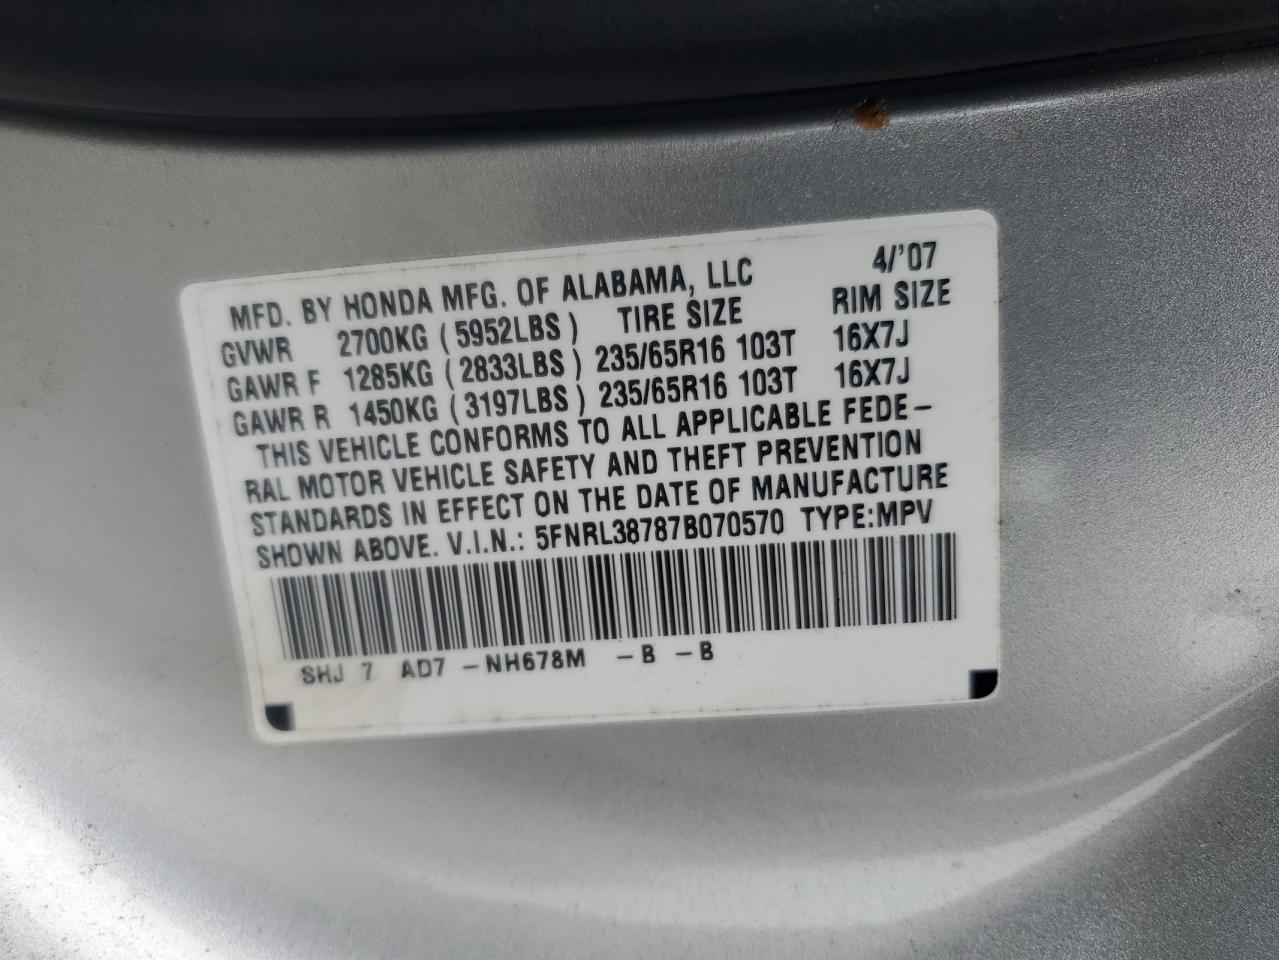 MFD. BY HONDA MFG. OF ALABAMA, LLC 4/'07
GVWR 2700KG (5952LBS) TIRE SIZE RIM SIZE
GAWR F 1285KG (2833LBS) 235/65R16 103T 16X7J
GAWR R 1450KG (3197LBS) 235/65R16 103T 16X7J
THIS VEHICLE CONFORMS TO ALL APPLICABLE FEDE-
RAL MOTOR VEHICLE SAFETY AND THEFT PREVENTION
STANDARDS IN EFFECT ON THE DATE OF MANUFACTURE
SHOWN ABOVE. V.I.N.: 5FNRL38787B070570 TYPE:MPV
SHJ 7 AD7 -NH678M -B -B